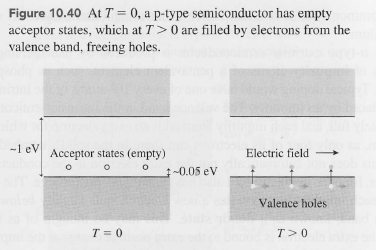 Figure 10.40 At T = 0, a p-type semiconductor has empty
acceptor states, which at T > 0 are filled by electrons from the
valence band, freeing holes.
~1 eV
Acceptor states (empty)
~0.05 eV
T = 0
Electric field
Valence holes
T > 0